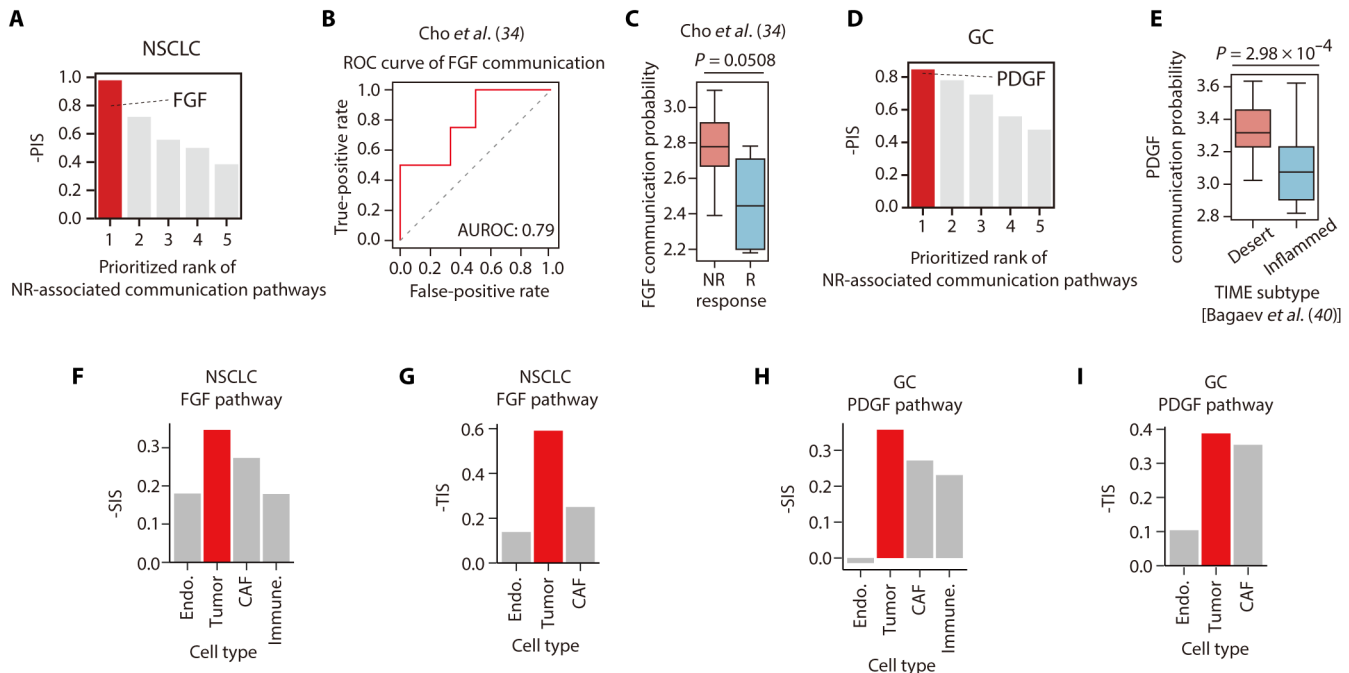 A
NSCLC
1.0
0.8
0.6
0.4
0.2
0.0
-PIS
FGF
1 2 3 4 5
Prioritized rank of
NR-associated communication pathways
B
Cho et al. (34)
ROC curve of FGF communication
True-positive rate
1.0
0.8
0.6
0.4
0.2
0.0
AUROC: 0.79
0.0 0.2 0.4 0.6 0.8 1.0
False-positive rate
C
Cho et al. (34)
P = 0.0508
FGF communication probability
3.0
2.8
2.6
2.4
2.2
NR R
response
D
GC
0.8
0.6
0.4
0.2
0.0
-PIS
PDGF
1 2 3 4 5
Prioritized rank of
NR-associated communication pathways
E
P = 2.98 × 10⁻⁴
PDGF
communication probability
3.6
3.4
3.2
3.0
2.8
Desert
Inflammed
TIME subtype
[Bagaev et al. (40)]
F
NSCLC
FGF pathway
-SIS
0.3
0.2
0.1
0.0
Endo.
Tumor
CAF
Immune.
Cell type
G
NSCLC
FGF pathway
-TIS
0.6
0.4
0.2
0.0
Endo.
Tumor
CAF
Cell type
H
GC
PDGF pathway
-SIS
0.3
0.2
0.1
0.0
Endo.
Tumor
CAF
Immune.
Cell type
I
GC
PDGF pathway
-TIS
0.4
0.3
0.2
0.1
0.0
Endo.
Tumor
CAF
Cell type